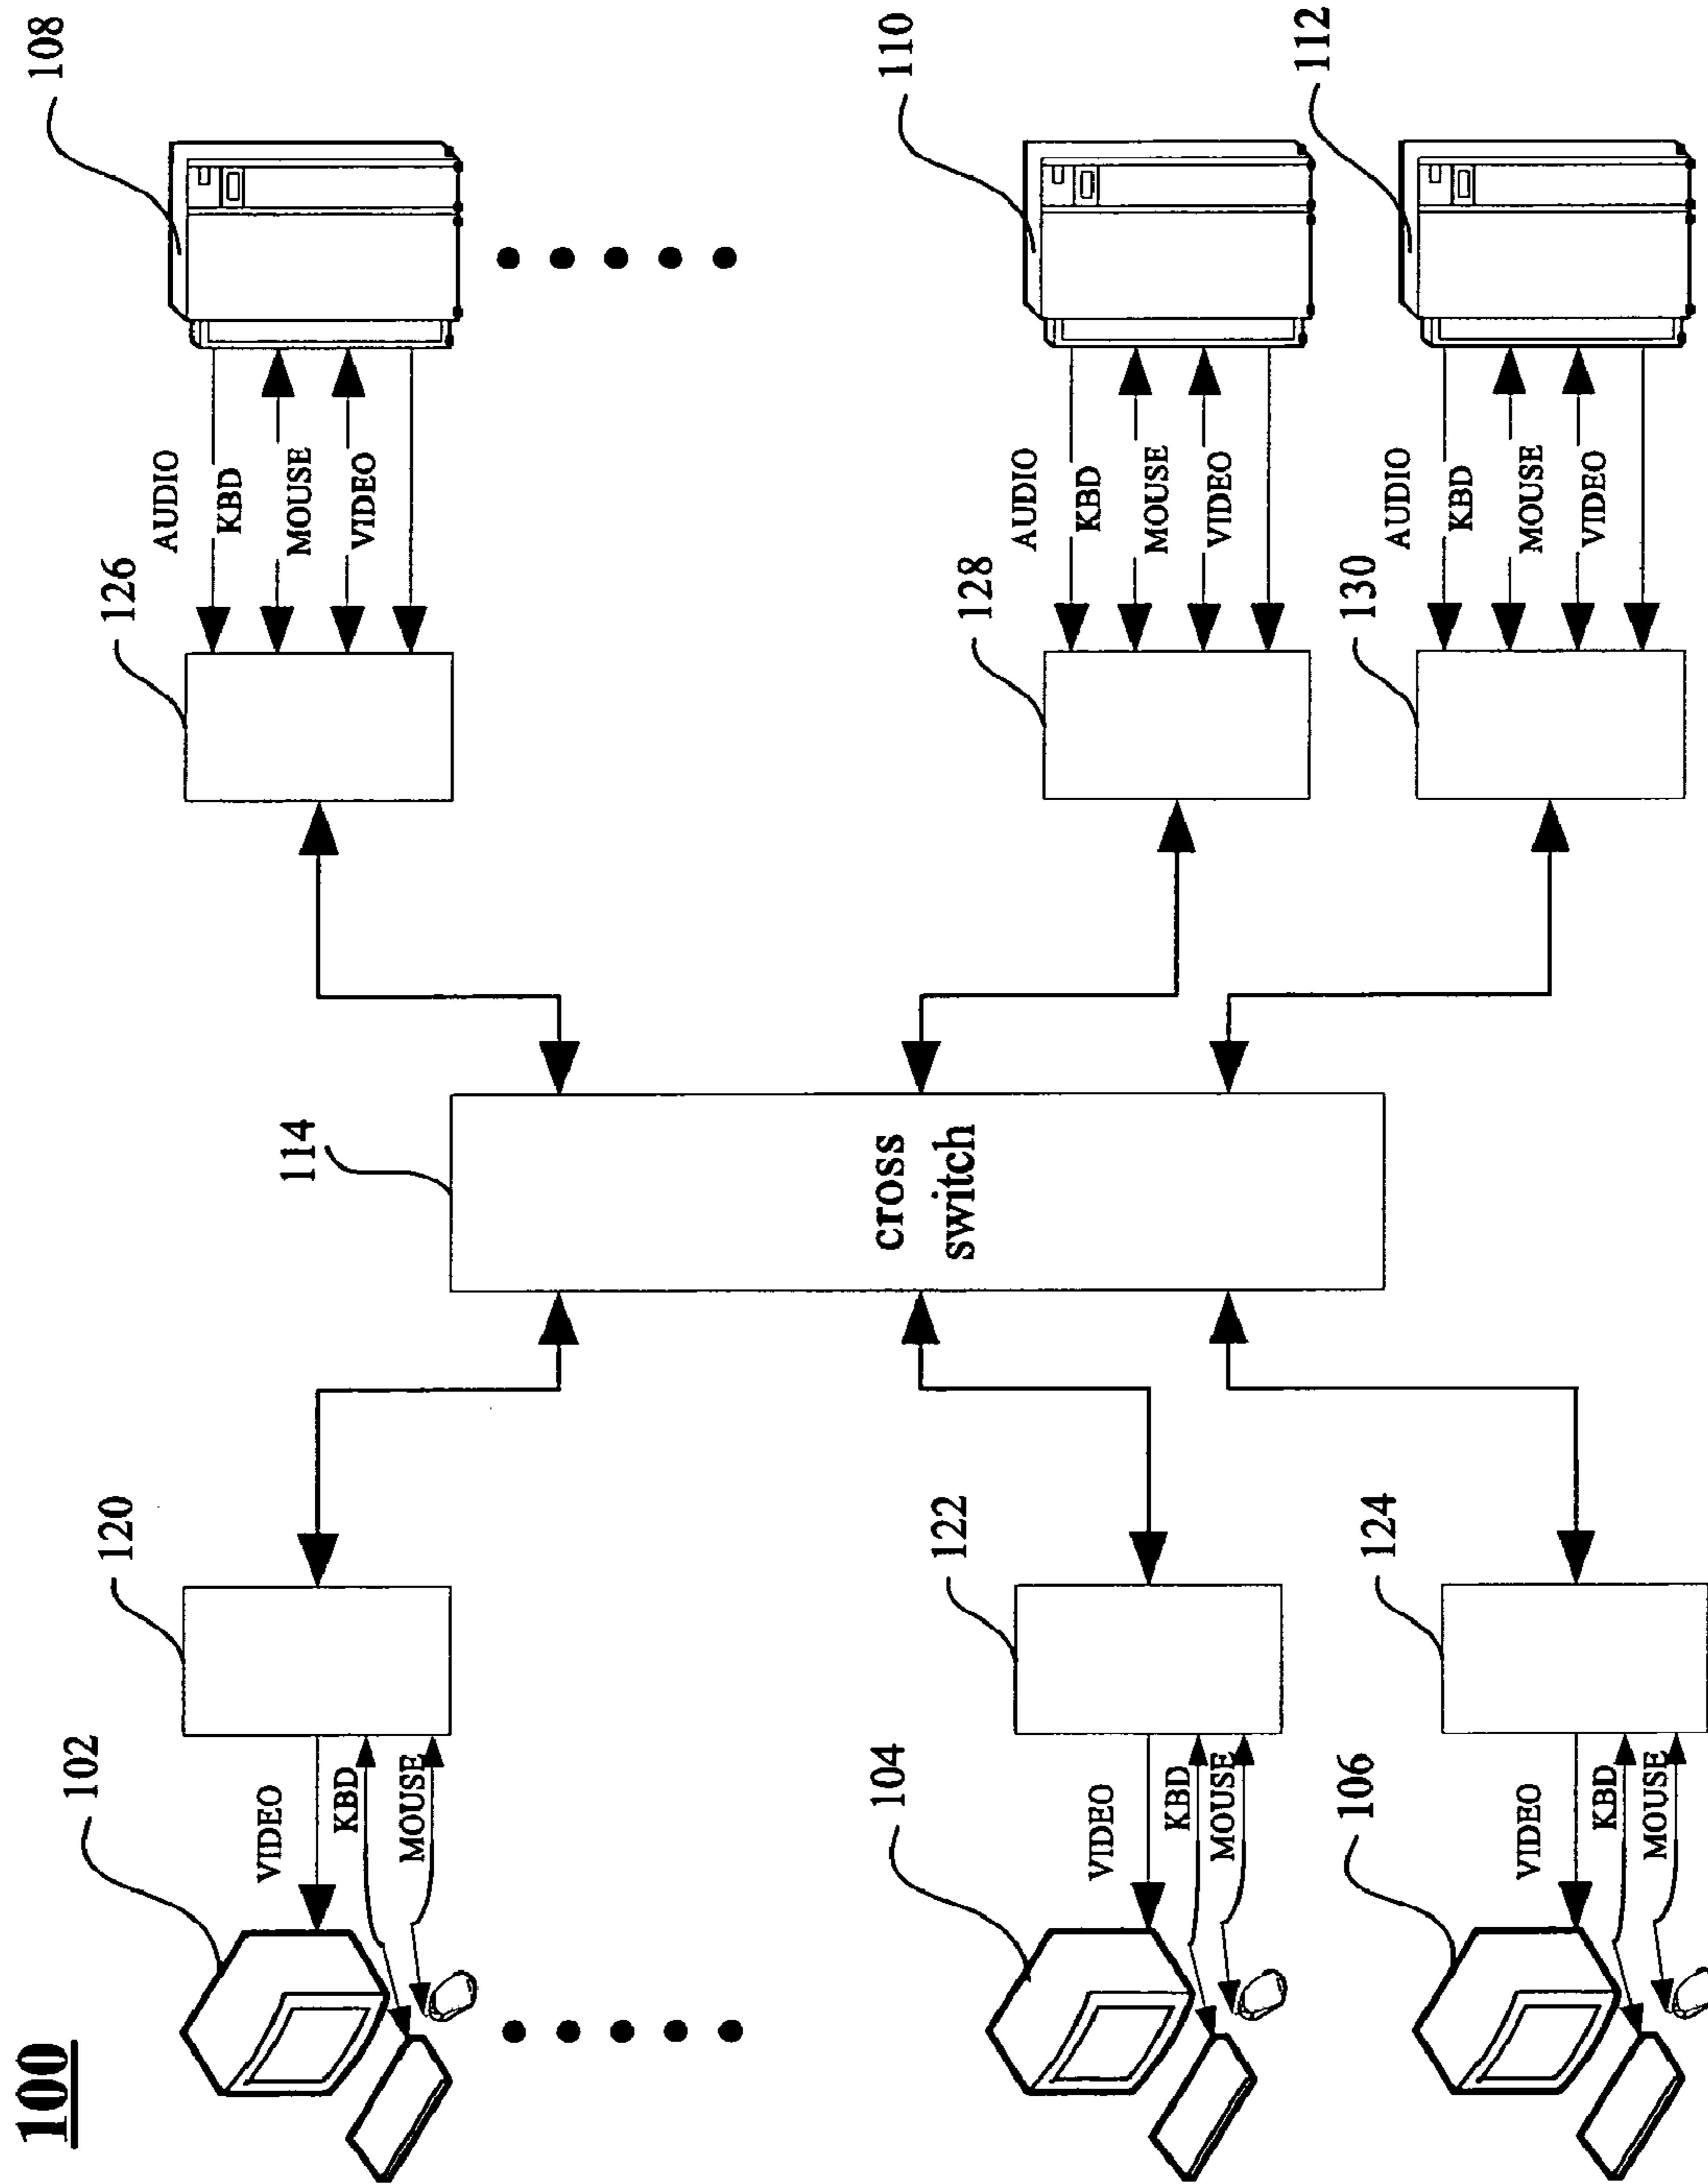 100
102
120
VIDEO
KBD
MOUSE
104
122
VIDEO
KBD
MOUSE
106
124
VIDEO
KBD
MOUSE
114
cross
switch
126
108
AUDIO
KBD
MOUSE
VIDEO
128
110
AUDIO
KBD
MOUSE
VIDEO
130
112
AUDIO
KBD
MOUSE
VIDEO